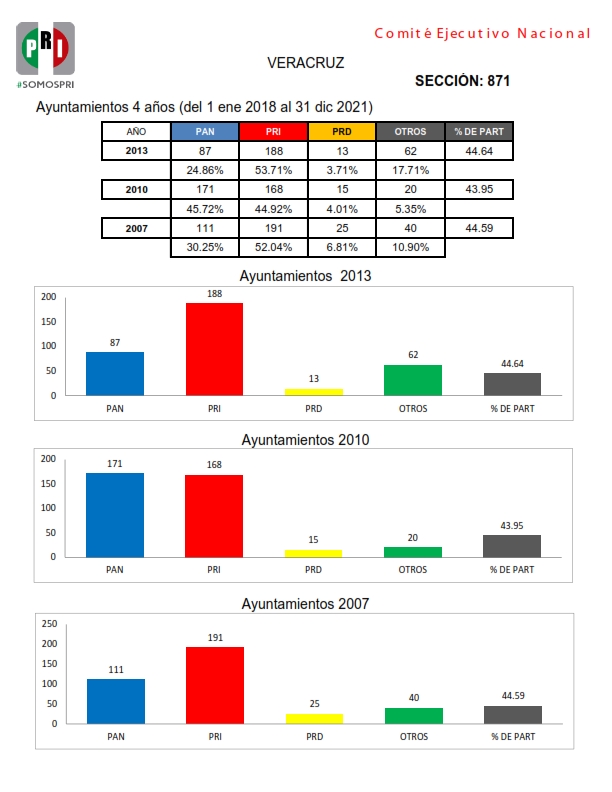 Comité Ejecutivo Nacional
PRI
#SOMOSPRI
VERACRUZ
SECCIÓN: 871
Ayuntamientos 4 años (del 1 ene 2018 al 31 dic 2021)
AÑO PAN PRI PRD OTROS % DE PART
2013 87 188 13 62 44.64
24.86% 53.71% 3.71% 17.71%
2010 171 168 15 20 43.95
45.72% 44.92% 4.01% 5.35%
2007 111 191 25 40 44.59
30.25% 52.04% 6.81% 10.90%
Ayuntamientos 2013
200
150
100
50
0
87 188 13 62 44.64
PAN PRI PRD OTROS % DE PART
Ayuntamientos 2010
200
150
100
50
0
171 168 15 20 43.95
PAN PRI PRD OTROS % DE PART
Ayuntamientos 2007
250
200
150
100
50
0
111 191 25 40 44.59
PAN PRI PRD OTROS % DE PART